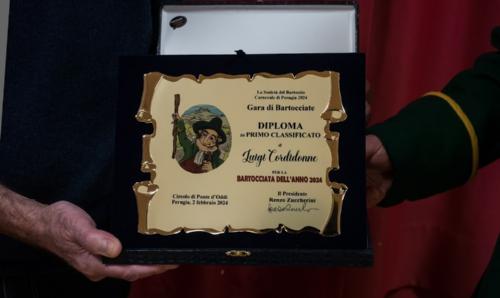 La Società del Bartoccio
Carnevale di Perugia 2024
Gara di Bartocciate
DIPLOMA
di PRIMO CLASSIFICATO
a
Luigi Cordidonne
PER LA
BARTOCCIATA DELL'ANNO 2024
Circolo di Ponte d'Oddi
Perugia, 2 febbraio 2024
Il Presidente
Renzo Zuccherini